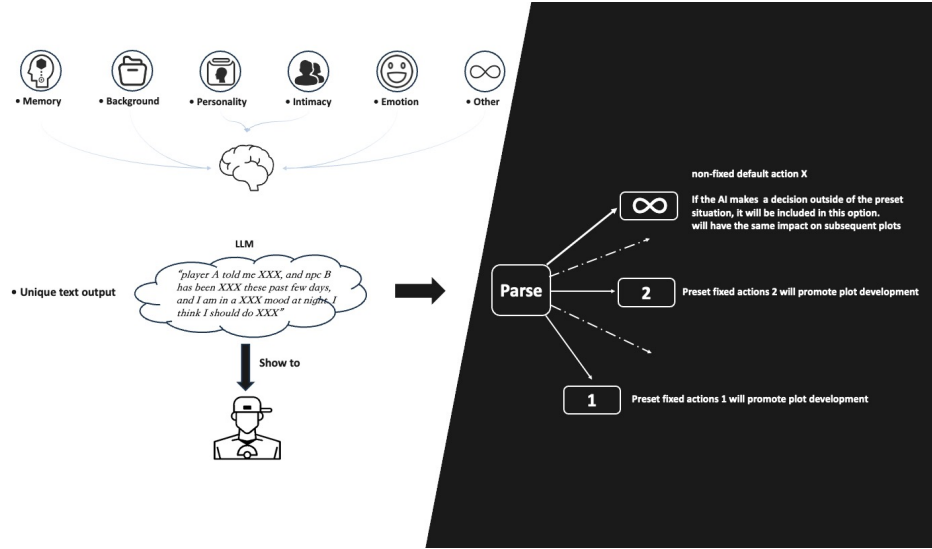 • Memory
• Background
• Personality
• Intimacy
• Emotion
• Other
LLM
"player A told me XXX, and npc B
has been XXX these past few days,
and I am in a XXX mood at night. I
think I should do XXX"
• Unique text output
Show to
Parse
non-fixed default action X
If the AI makes a decision outside of the preset
situation, it will be included in this option.
will have the same impact on subsequent plots
2
Preset fixed actions 2 will promote plot development
1
Preset fixed actions 1 will promote plot development